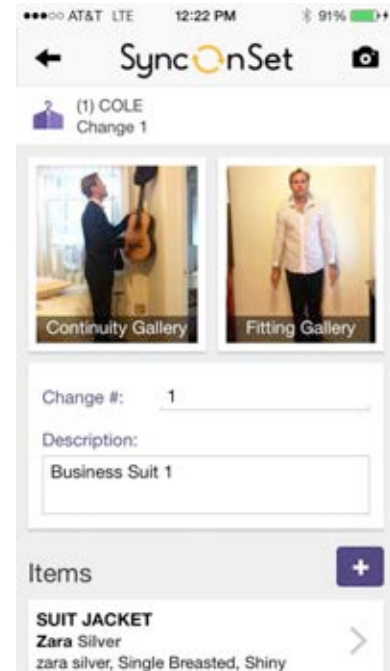 AT&T LTE 12:22 PM 91%
SyncOnSet
(1) COLE
Change 1
Continuity Gallery
Fitting Gallery
Change #: 1
Description:
Business Suit 1
Items +
SUIT JACKET
Zara Silver
zara silver, Single Breasted, Shiny